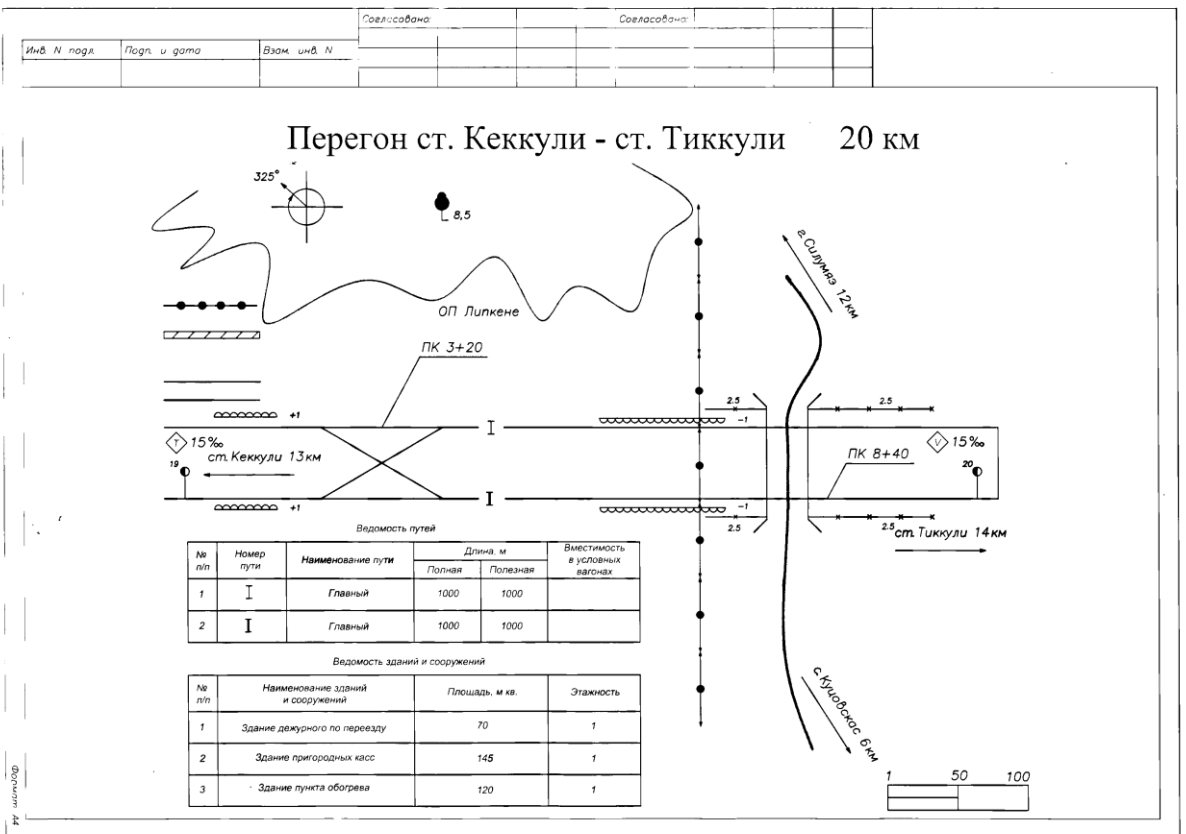 Согласовано:
Согласовано:
Инв. N подл.
Подп. и дата
Взам. инв. N
Перегон ст. Кеккули - ст. Тиккули 20 км
325°
8,5
г. Силумяэ 12км
ОП Липкене
ПК 3+20
+1
2.5
2.5
-1
I
T 15‰
V 15‰
ст. Кеккули 13км
ПК 8+40
19
20
I
+1
-1
2.5
2.5
ст. Тиккули 14км
Ведомость путей
№ п/п
Номер пути
Наименование пути
Длина, м
Вместимость в условных вагонах
Полная
Полезная
1 I Главный 1000 1000
2 I Главный 1000 1000
Ведомость зданий и сооружений
№ п/п
Наименование зданий и сооружений
Площадь, м кв.
Этажность
1 Здание дежурного по переезду 70 1
2 Здание пригородных касс 145 1
3 Здание пункта обогрева 120 1
с. Куцовскас 6км
1 50 100
Формат А4